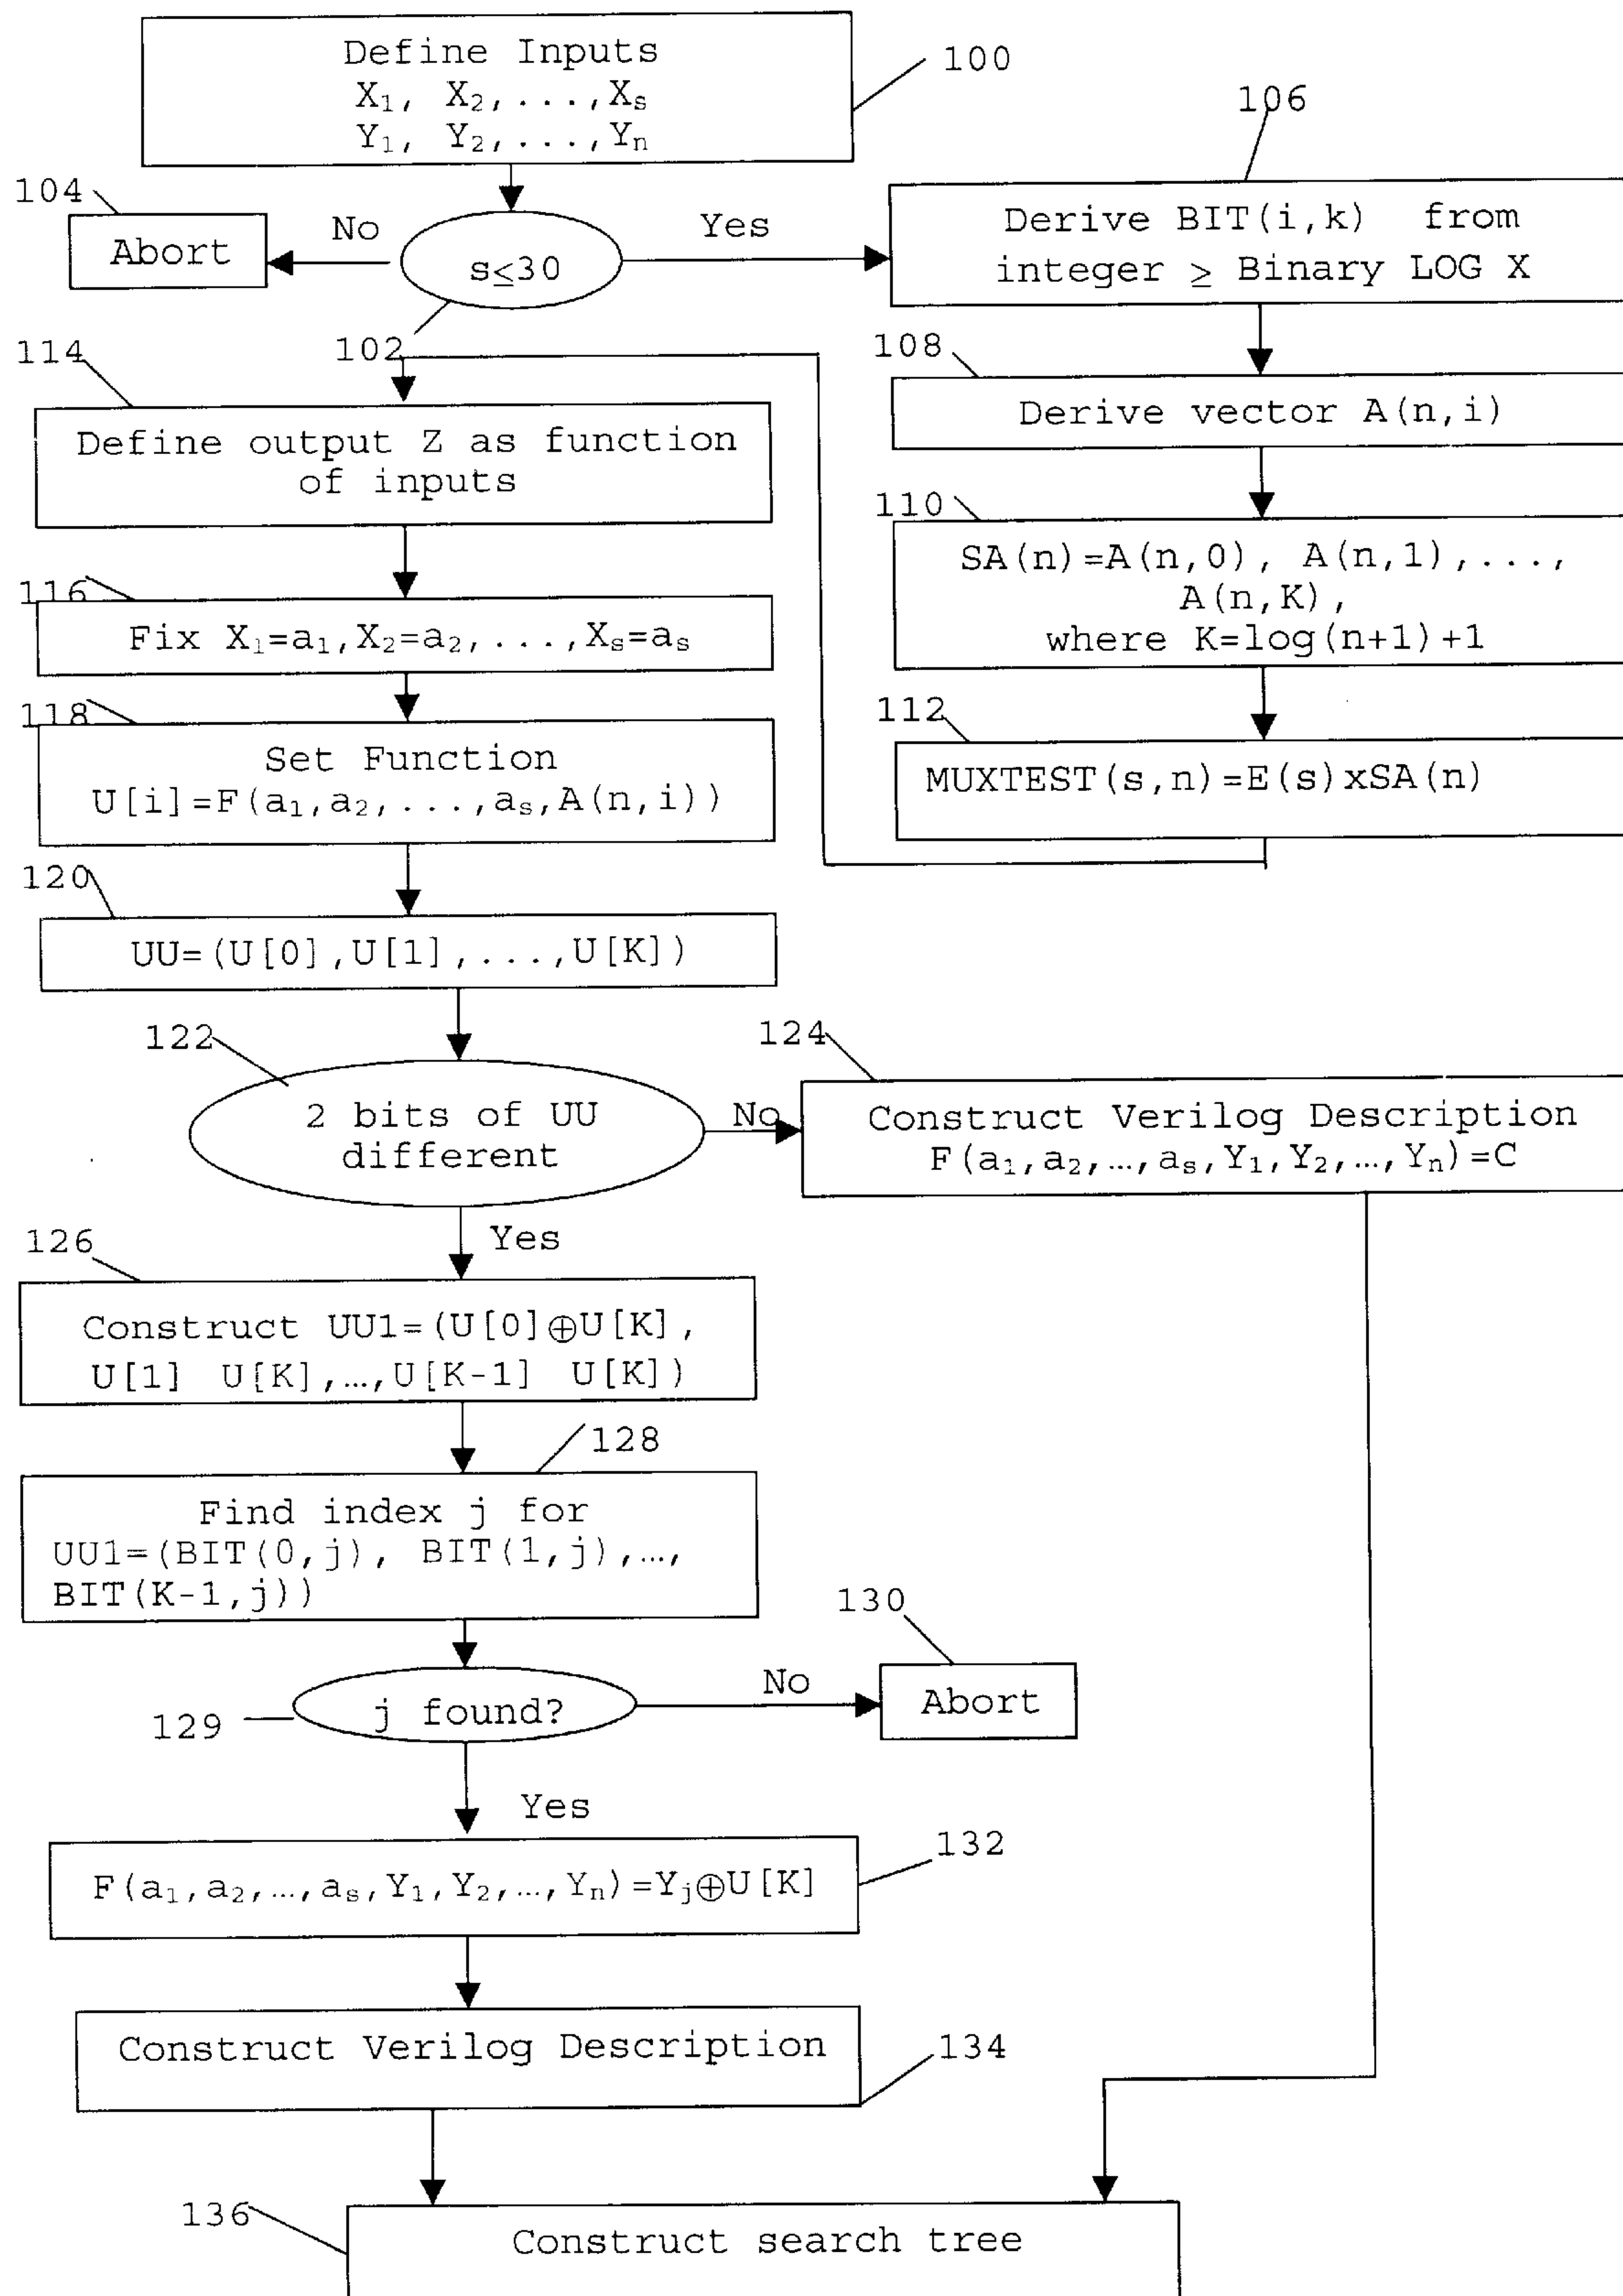 Define Inputs
X₁, X₂,...,Xₛ
Y₁, Y₂,...,Yₙ
100
104
Abort
No
s≤30
Yes
102
106
Derive BIT(i,k) from
integer ≥ Binary LOG X
108
Derive vector A(n,i)
110
SA(n)=A(n,0), A(n,1),...,
A(n,K),
where K=log(n+1)+1
112
MUXTEST(s,n)=E(s)xSA(n)
114
Define output Z as function
of inputs
116
Fix X₁=a₁,X₂=a₂,...,Xₛ=aₛ
118
Set Function
U[i]=F(a₁,a₂,...,aₛ,A(n,i))
120
UU=(U[0],U[1],...,U[K])
122
2 bits of UU
different
No
124
Construct Verilog Description
F(a₁,a₂,…,aₛ,Y₁,Y₂,…,Yₙ)=C
Yes
126
Construct UU1=(U[0]⊕U[K],
U[1] U[K],…,U[K-1] U[K])
128
Find index j for
UU1=(BIT(0,j), BIT(1,j),…,
BIT(K-1,j))
129
j found?
No
130
Abort
Yes
132
F(a₁,a₂,…,aₛ,Y₁,Y₂,…,Yₙ)=Yⱼ⊕U[K]
134
Construct Verilog Description
136
Construct search tree